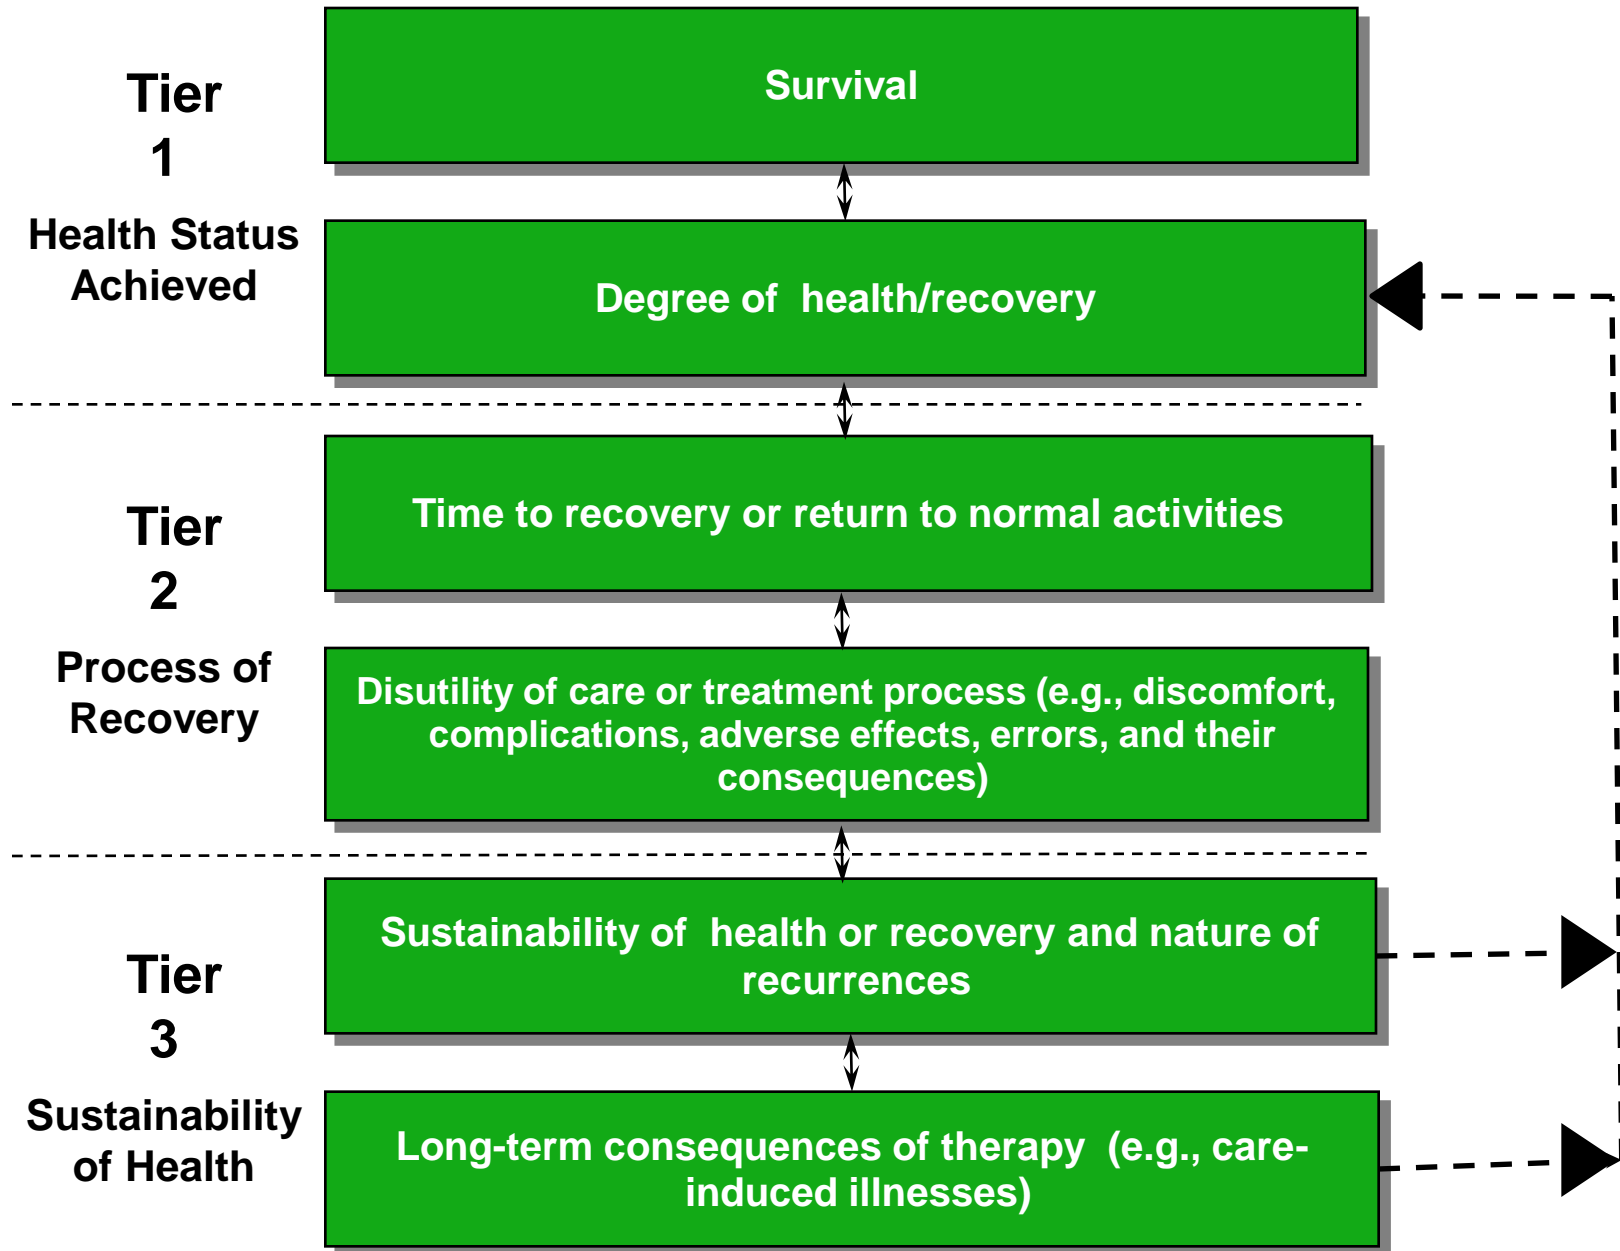 Tier
1
Health Status
Achieved
Survival
Degree of  health/recovery
Tier
2
Process of
Recovery
Time to recovery or return to normal activities
Disutility of care or treatment process (e.g., discomfort,
complications, adverse effects, errors, and their
consequences)
Tier
3
Sustainability
of Health
Sustainability of  health or recovery and nature of
recurrences
Long-term consequences of therapy  (e.g., care-
induced illnesses)